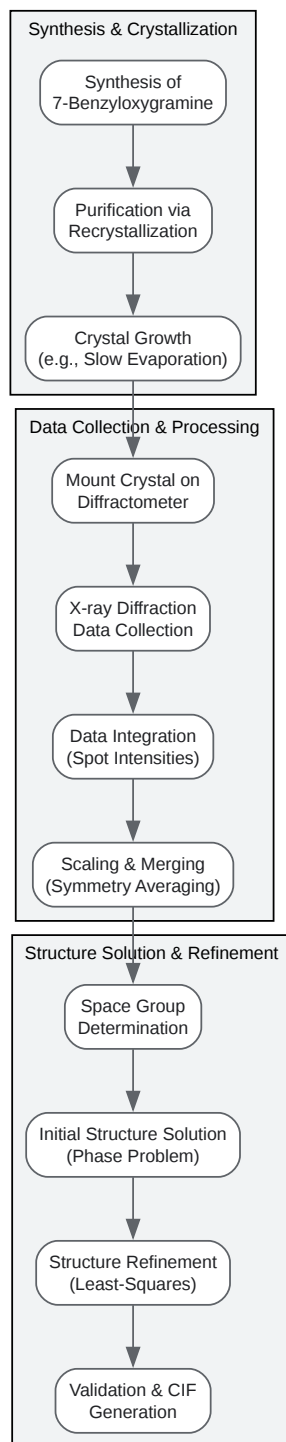 Synthesis & Crystallization
Synthesis of
7-Benzyloxygramine
Purification via
Recrystallization
Crystal Growth
(e.g., Slow Evaporation)
Data Collection & Processing
Mount Crystal on
Diffractometer
X-ray Diffraction
Data Collection
Data Integration
(Spot Intensities)
Scaling & Merging
(Symmetry Averaging)
Structure Solution & Refinement
Space Group
Determination
Initial Structure Solution
(Phase Problem)
Structure Refinement
(Least-Squares)
Validation & CIF
Generation